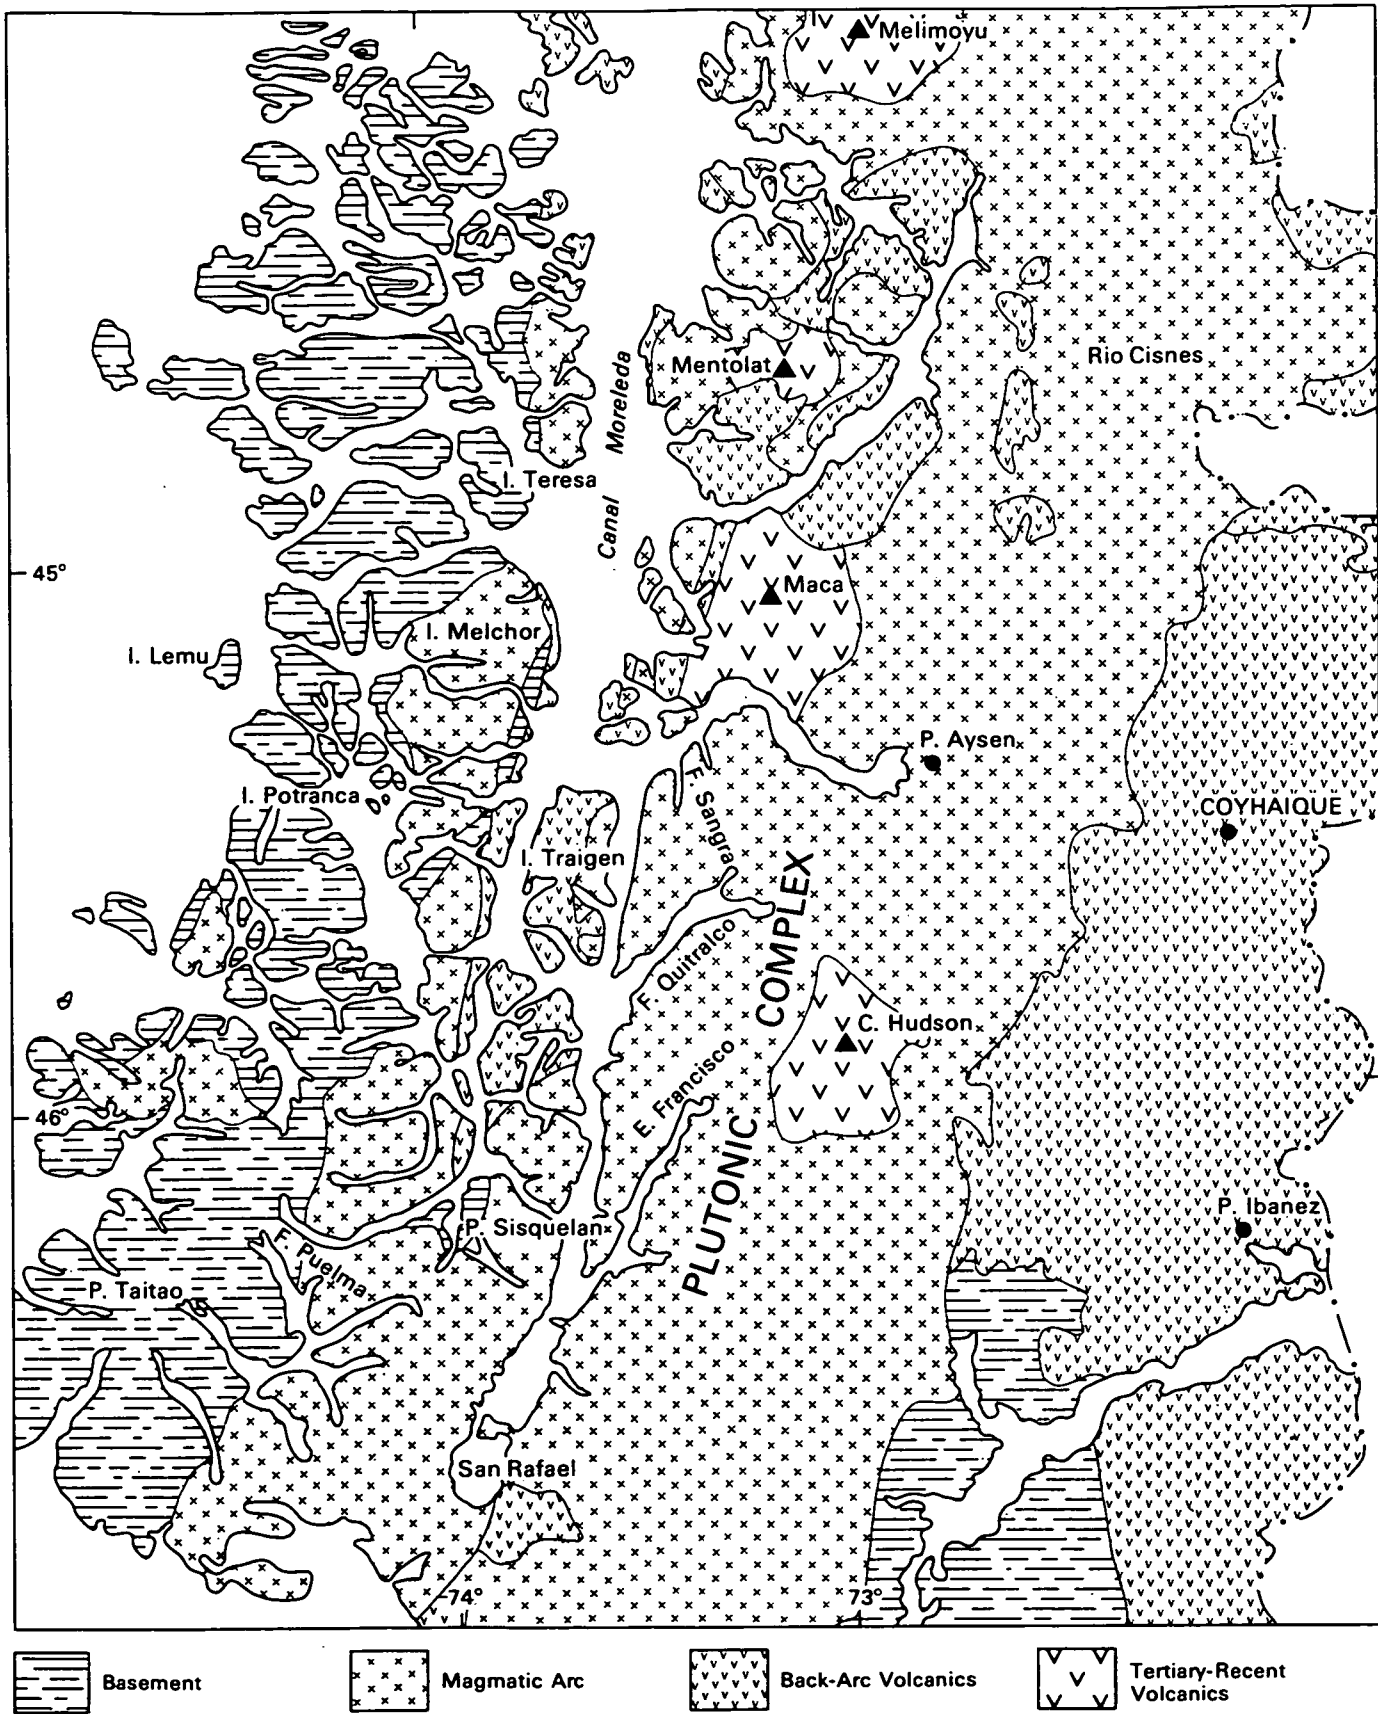 Melimoyu
Rio Cisnes
Mentolat
Canal Moreleda
I. Teresa
45°
Maca
I. Melchor
I. Lemu
P. Aysen
F. Sangra
I. Potranca
COYHAIQUE
I. Traigen
PLUTONIC COMPLEX
F. Quitralco
C. Hudson
E. Francisco
46°
P. Ibanez
P. Sisquelan
F. Puelma
P. Taitao
San Rafael
74°
73°
Basement
Magmatic Arc
Back-Arc Volcanics
Tertiary-Recent
Volcanics